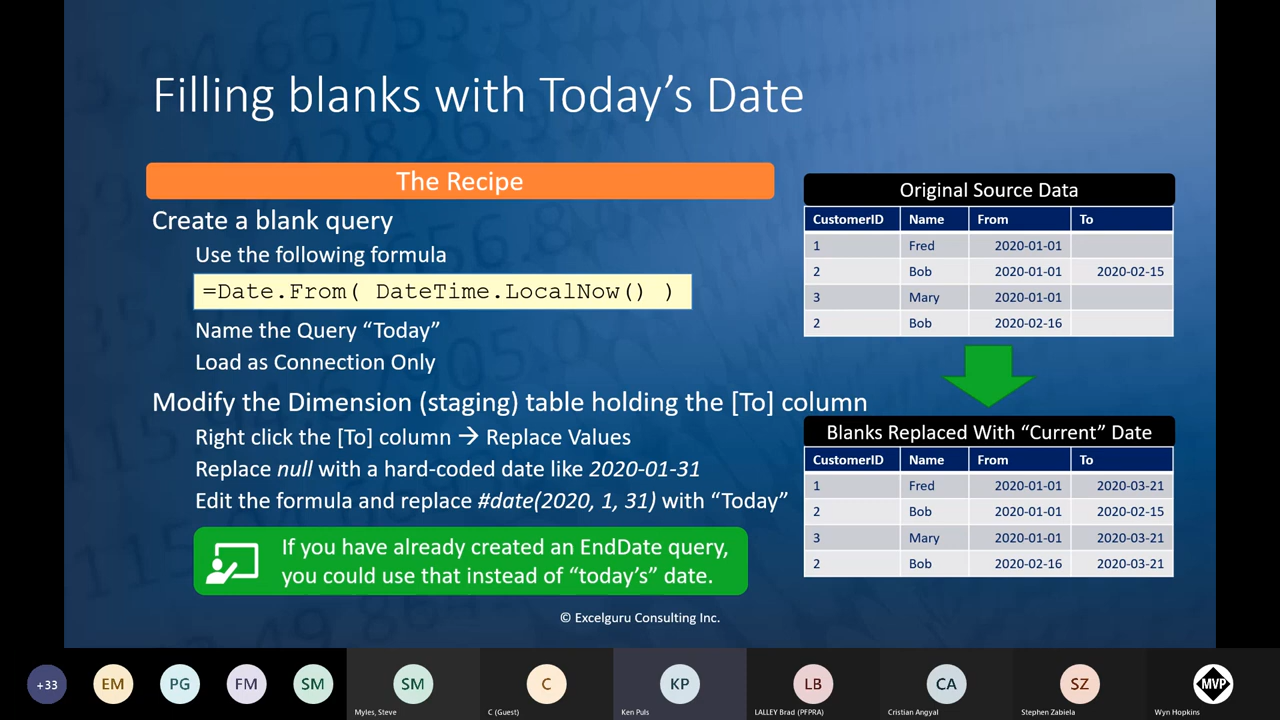 Filling blanks with Today's Date
The Recipe
Create a blank query
Use the following formula
=Date.From( DateTime.LocalNow() )
Name the Query “Today”
Load as Connection Only
Modify the Dimension (staging) table holding the [To] column
Right click the [To] column → Replace Values
Replace null with a hard-coded date like 2020-01-31
Edit the formula and replace #date(2020, 1, 31) with “Today”
If you have already created an EndDate query,
you could use that instead of “today's” date.
Original Source Data
CustomerID Name From To
1 Fred 2020-01-01
2 Bob 2020-01-01 2020-02-15
3 Mary 2020-01-01
2 Bob 2020-02-16
Blanks Replaced With “Current” Date
CustomerID Name From To
1 Fred 2020-01-01 2020-03-21
2 Bob 2020-01-01 2020-02-15
3 Mary 2020-01-01 2020-03-21
2 Bob 2020-02-16 2020-03-21
© Excelguru Consulting Inc.
+33 EM PG FM SM SM C KP LB CA SZ MVP
Myles, Steve C (Guest) Ken Puls LALLEY Brad (PFPRA) Cristian Angyal Stephen Zabiela Wyn Hopkins